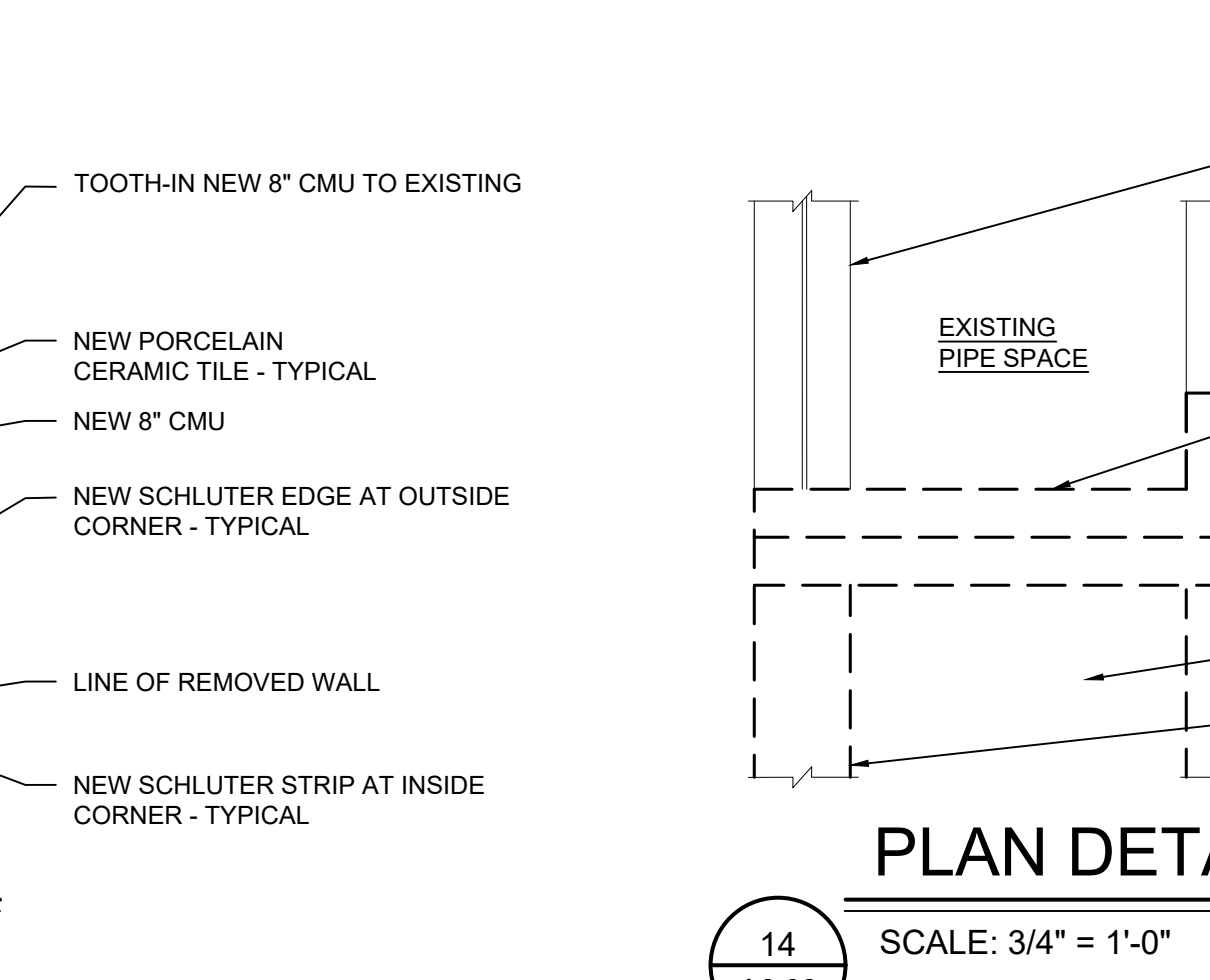 TOOTH-IN NEW 8" CMU TO EXISTING
NEW PORCELAIN
CERAMIC TILE - TYPICAL
NEW 8" CMU
NEW SCHLUTER EDGE AT OUTSIDE
CORNER - TYPICAL
LINE OF REMOVED WALL
NEW SCHLUTER STRIP AT INSIDE
CORNER - TYPICAL
EXISTING
PIPE SPACE
PLAN DETA
14
SCALE: 3/4" = 1'-0"